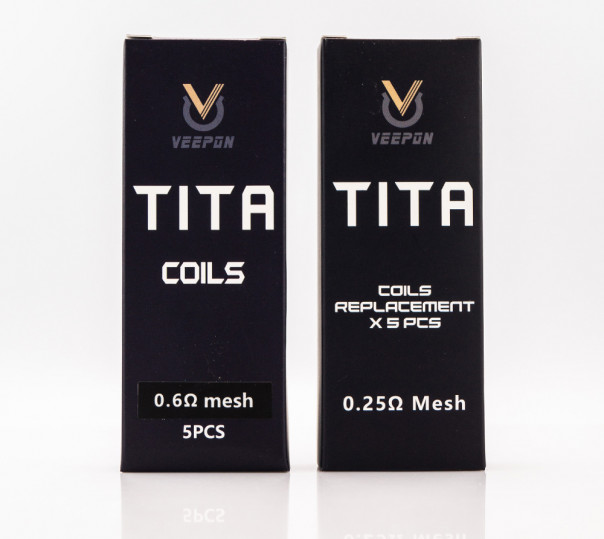 VEEPON
TITA
COILS
0.6Ω mesh
5PCS
VEEPON
TITA
COILS
REPLACEMENT
X 5 PCS
0.25Ω Mesh